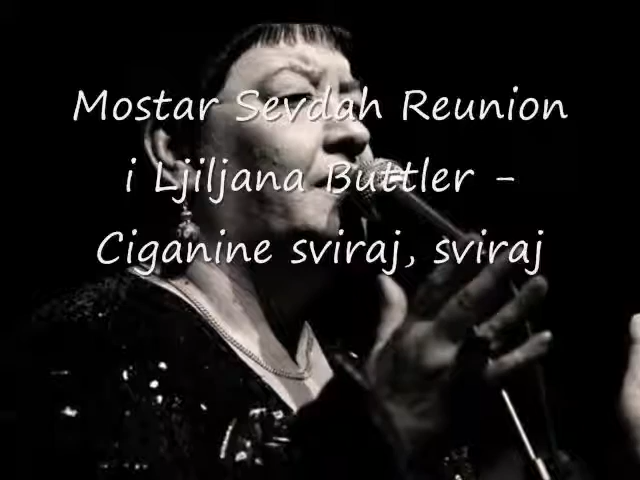 Mostar Sevdah Reunion
i Ljiljana Buttler -
Ciganine sviraj, sviraj